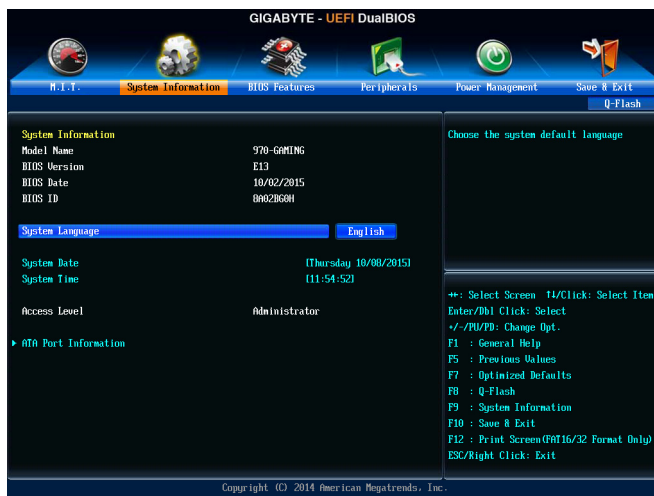 GIGABYTE - UEFI DualBIOS
M.I.T. System Information BIOS Features Peripherals Power Management Save & Exit
Q-Flash
System Information
Model Name 970-GAMING
BIOS Version E13
BIOS Date 10/02/2015
BIOS ID 8A02BG0H
System Language English
System Date [Thursday 10/08/2015]
System Time [11:54:52]
Access Level Administrator
ATA Port Information
Choose the system default language
→←: Select Screen ↑↓/Click: Select Item
Enter/Dbl Click: Select
+/-/PU/PD: Change Opt.
F1 : General Help
F5 : Previous Values
F7 : Optimized Defaults
F8 : Q-Flash
F9 : System Information
F10 : Save & Exit
F12 : Print Screen(FAT16/32 Format Only)
ESC/Right Click: Exit
Copyright (C) 2014 American Megatrends, Inc.